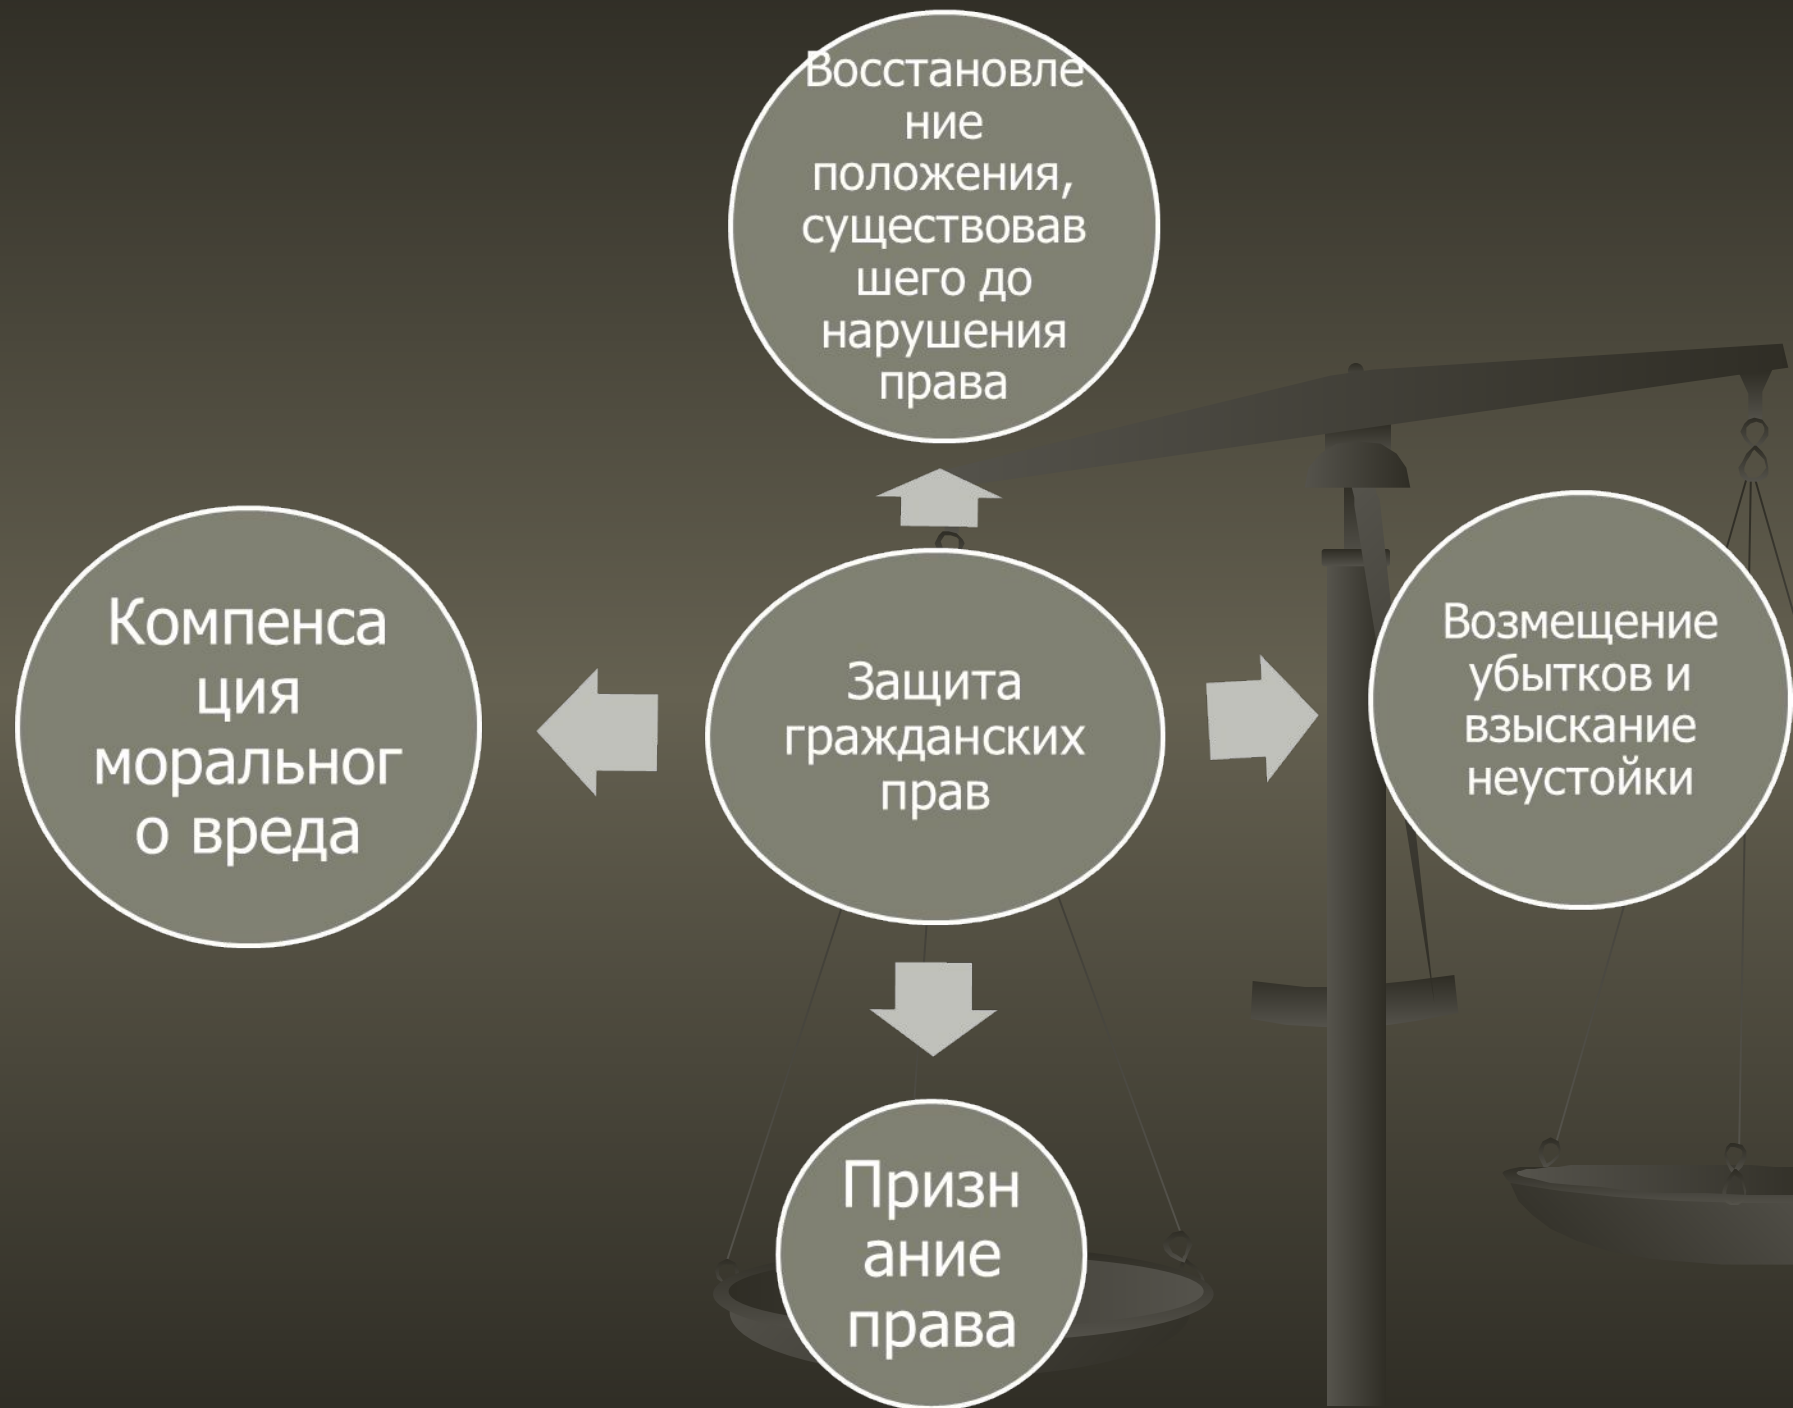 Восстановле
ние
положения,
существовав
шего до
нарушения
права
Компенса
ция
моральног
о вреда
Защита
гражданских
прав
Возмещение
убытков и
взыскание
неустойки
Призн
ание
права